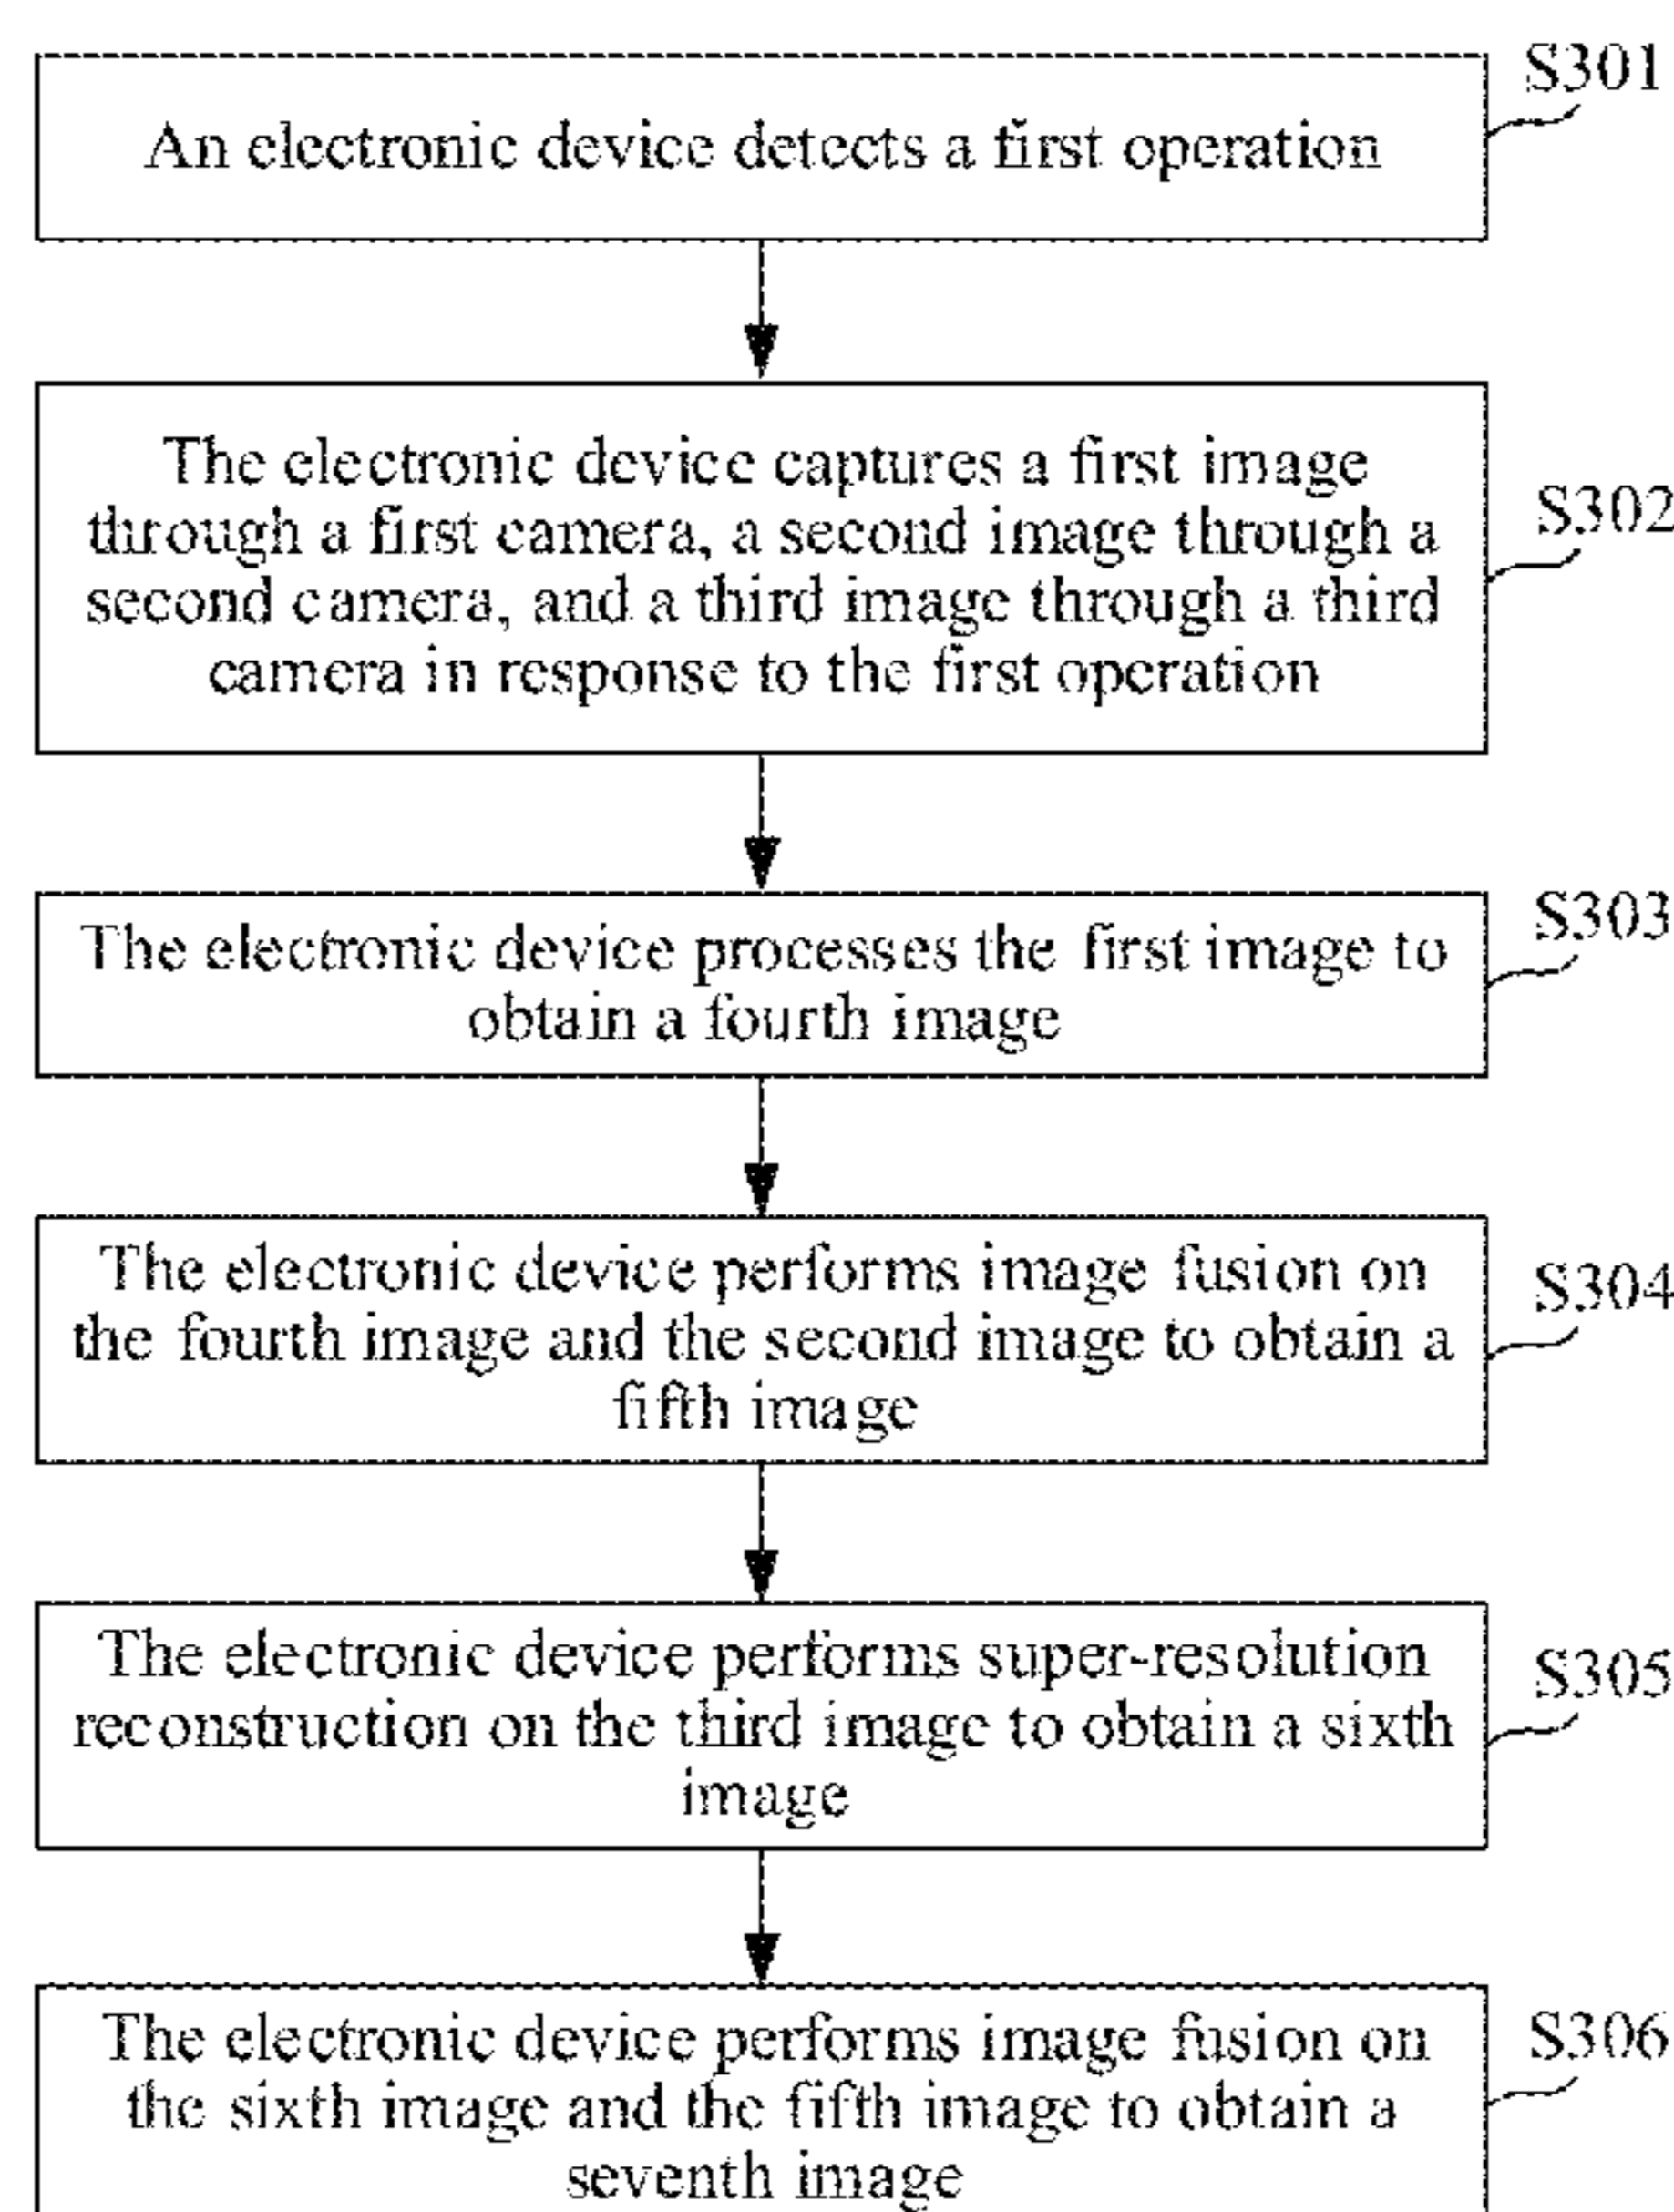 S301
An electronic device detects a first operation
The electronic device captures a first image
through a first camera, a second image through a
second camera, and a third image through a third
camera in response to the first operation
S302
The electronic device processes the first image to
obtain a fourth image
S303
The electronic device performs image fusion on
the fourth image and the second image to obtain a
fifth image
S304
The electronic device performs super-resolution
reconstruction on the third image to obtain a sixth
image
S305
The electronic device performs image fusion on
the sixth image and the fifth image to obtain a
seventh image
S306